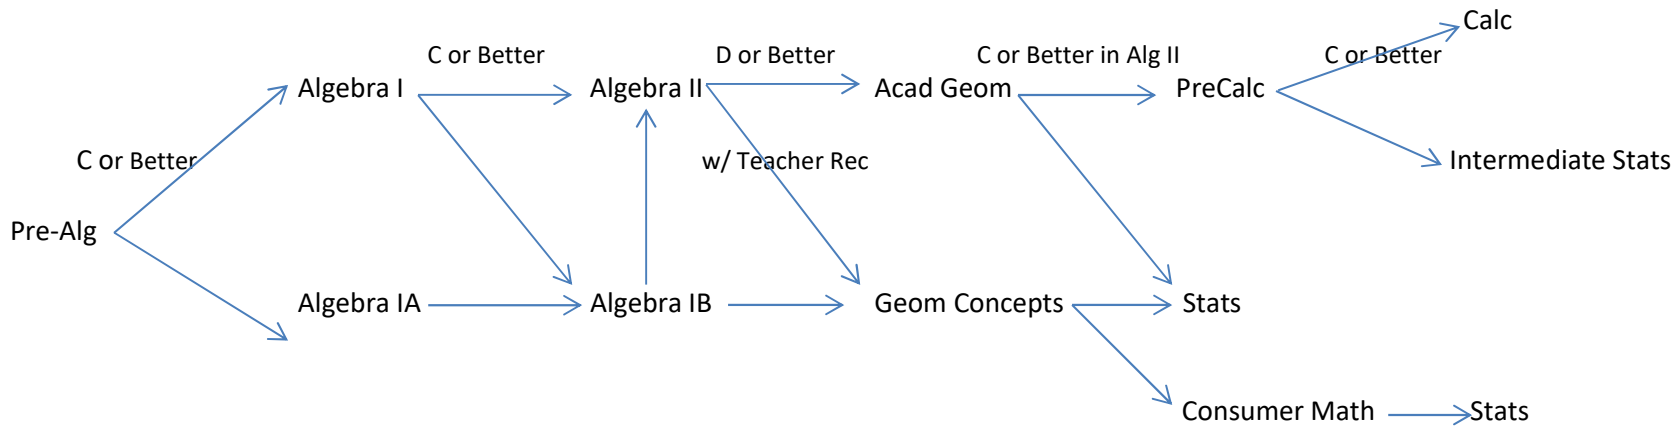 Calc
C or Better D or Better C or Better in Alg II C or Better
Algebra I Algebra II Acad Geom PreCalc
C or Better w/ Teacher Rec Intermediate Stats
Pre-Alg
Algebra IA Algebra IB Geom Concepts Stats
Consumer Math Stats